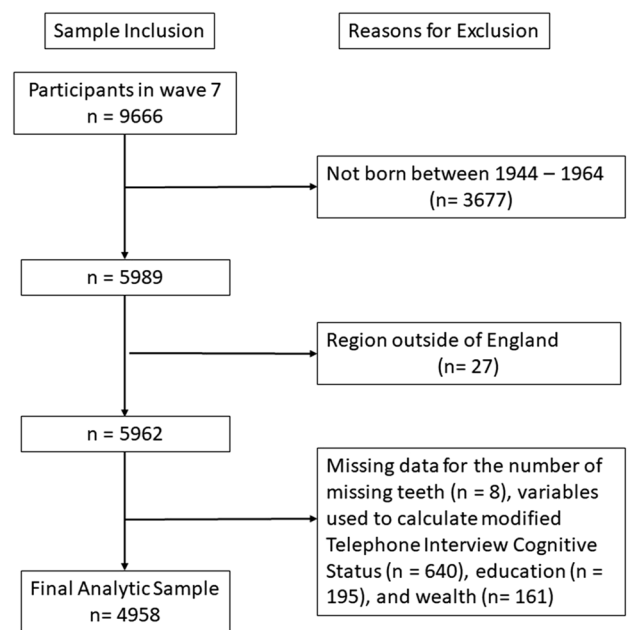 Sample Inclusion
Reasons for Exclusion
Participants in wave 7
n = 9666
Not born between 1944 – 1964
(n= 3677)
n = 5989
Region outside of England
(n= 27)
n = 5962
Missing data for the number of
missing teeth (n = 8), variables
used to calculate modified
Telephone Interview Cognitive
Status (n = 640), education (n =
195), and wealth (n= 161)
Final Analytic Sample
n= 4958